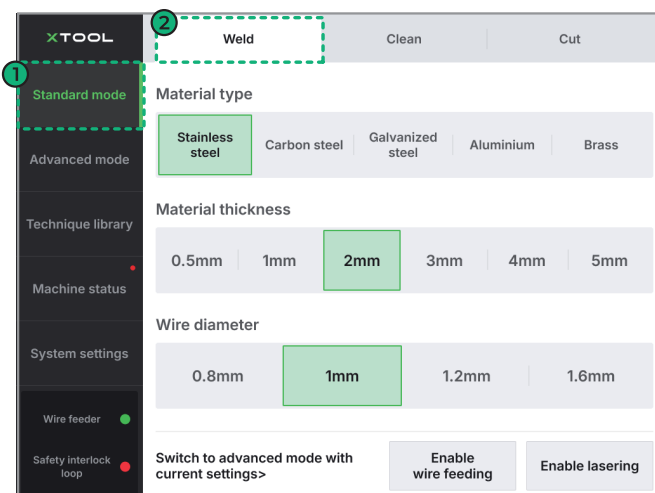 XTOOL
1
Standard mode
Advanced mode
Technique library
Machine status
System settings
Wire feeder
Safety interlock
loop
2
Weld
Clean
Cut
Material type
Stainless
steel
Carbon steel
Galvanized
steel
Aluminium
Brass
Material thickness
0.5mm
1mm
2mm
3mm
4mm
5mm
Wire diameter
0.8mm
1mm
1.2mm
1.6mm
Switch to advanced mode with
current settings>
Enable
wire feeding
Enable lasering